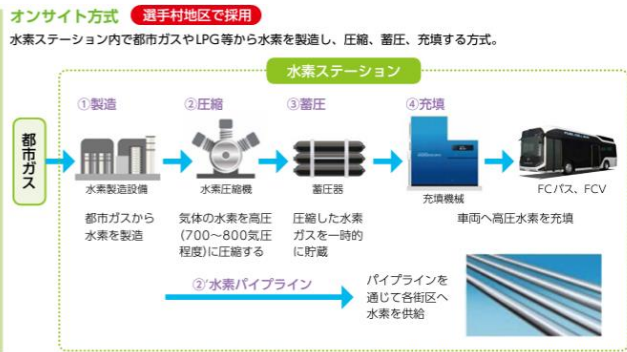 オンサイト方式 選手村地区で採用
水素ステーション内で都市ガスやLPG等から水素を製造し、圧縮、蓄圧、充填する方式。
水素ステーション
都市ガス
①製造
②圧縮
③蓄圧
④充填
水素製造設備
水素圧縮機
蓄圧器
充填機械
FCバス、FCV
都市ガスから
水素を製造
気体の水素を高圧
(700～800気圧
程度)に圧縮する
圧縮した水素
ガスを一時的
に貯蔵
車両へ高圧水素を充填
②'水素パイプライン
パイプラインを
通じて各街区へ
水素を供給